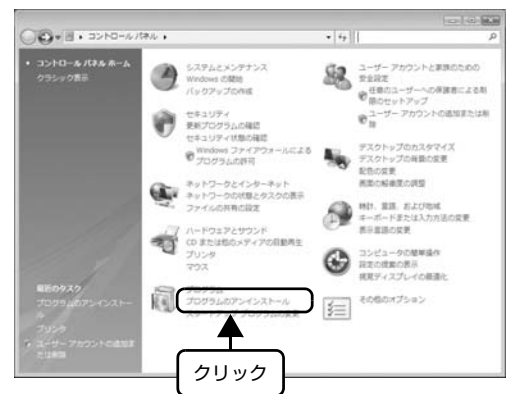 コントロール パネル
コントロール パネル ホーム
クラシック表示
システムとメンテナンス
Windows の開始
バックアップの作成
セキュリティ
更新プログラムの確認
セキュリティ状態の確認
Windows ファイアウォールによる
プログラムの許可
ネットワークとインターネット
ネットワークの状態とタスクの表示
ファイルの共有の設定
ハードウェアとサウンド
CD または他のメディアの自動再生
プリンタ
マウス
プログラム
プログラムのアンインストール
スタートアップ プログラムの変更
ユーザー アカウントと家族のための
安全設定
任意のユーザーへの保護者による制
限のセットアップ
ユーザー アカウントの追加または削
除
デスクトップのカスタマイズ
デスクトップの背景の変更
配色の変更
画面の解像度の調整
時計、言語、および地域
キーボードまたは入力方法の変更
表示言語の変更
コンピュータの簡単操作
設定の提案の表示
視覚ディスプレイの最適化
その他のオプション
最近のタスク
プログラムのアンインストー
ル
プリンタ
ユーザー アカウントの追加ま
たは削除
クリック